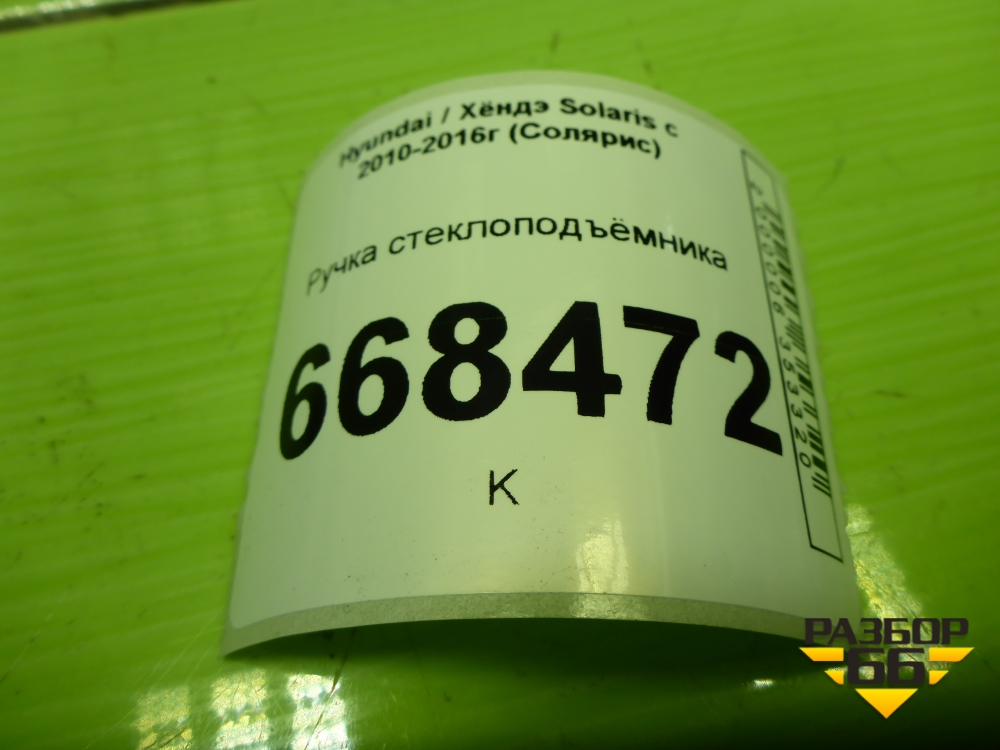 Hyundai / Хёндэ Solaris с
2010-2016г (Солярис)
Ручка стеклоподъёмника
668472
К
РАЗБОР
66